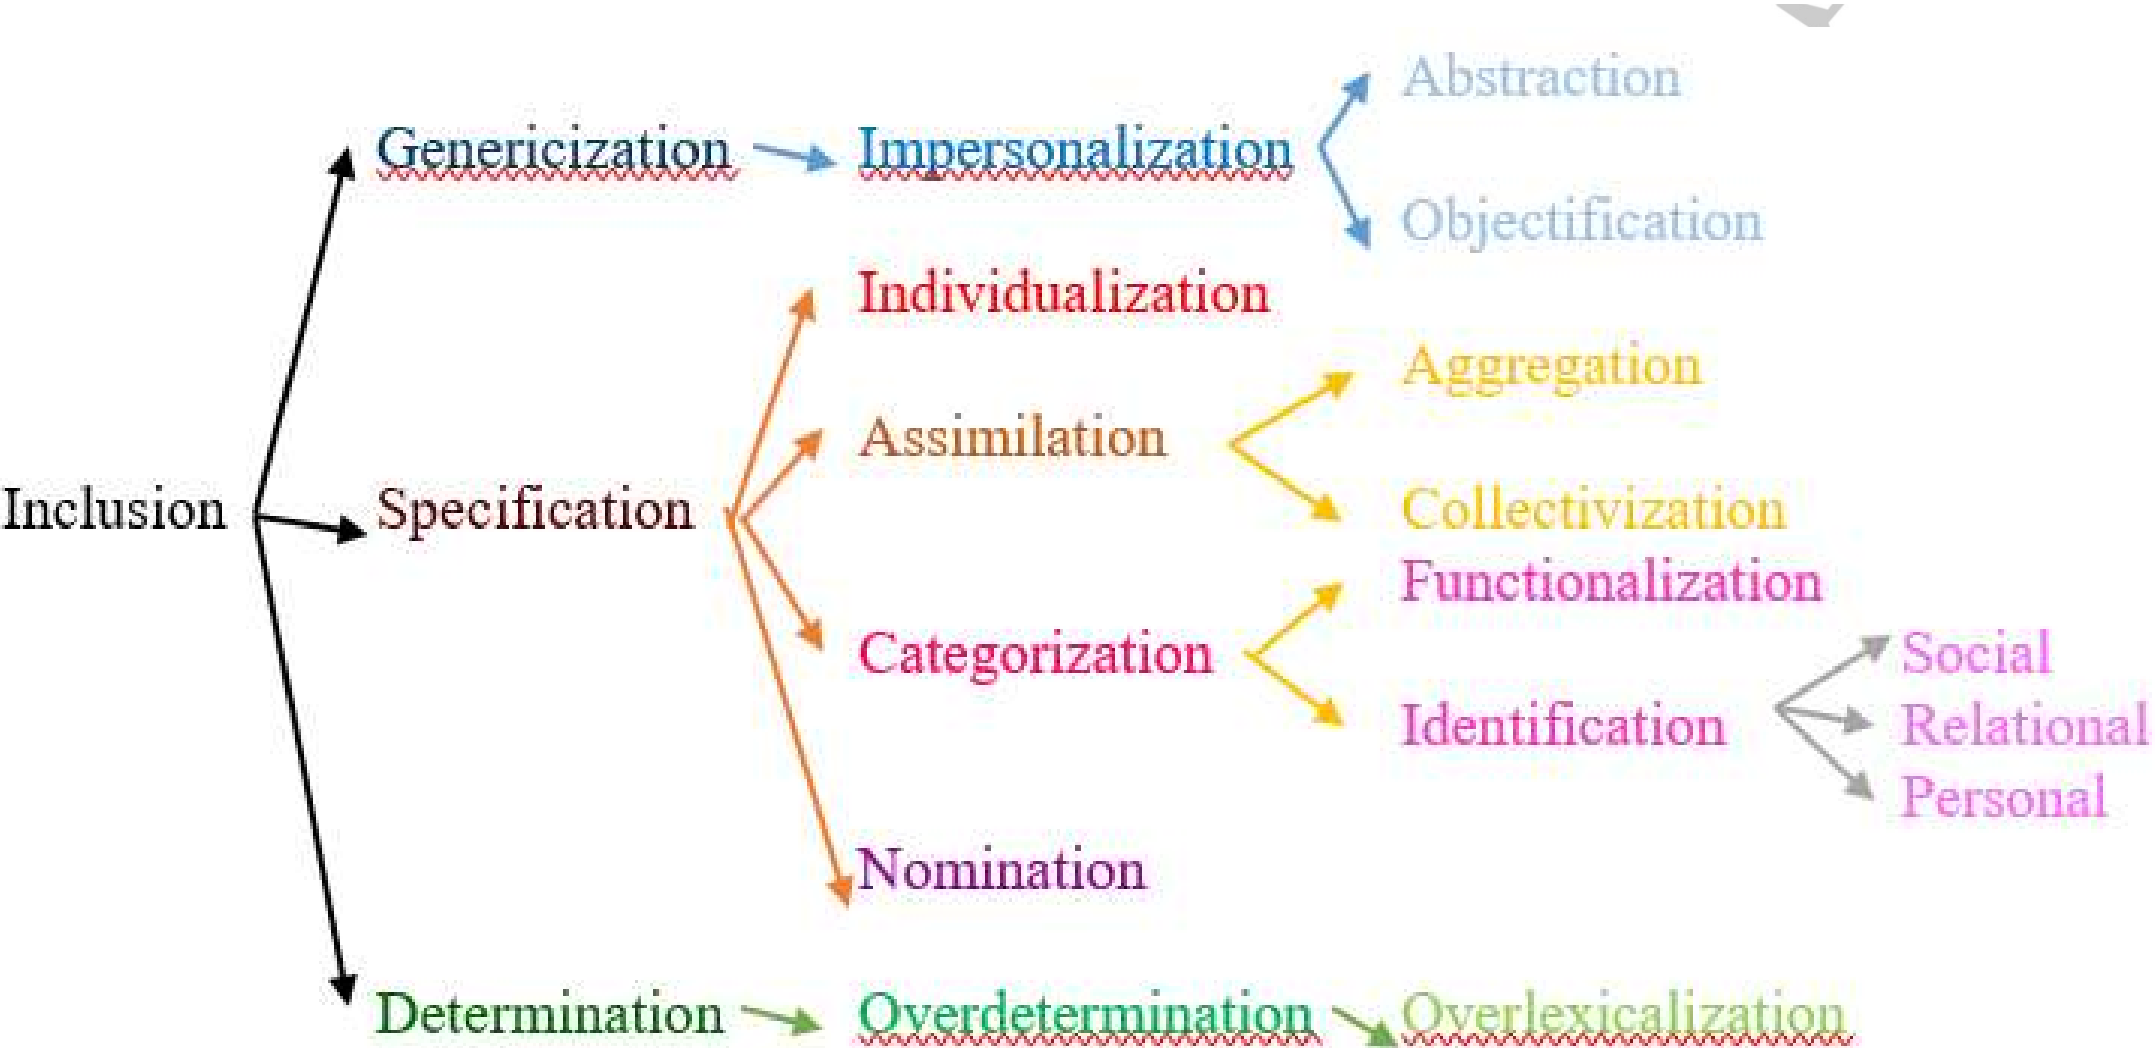 Abstraction
Genericization Impersonalization
Objectification
Individualization
Aggregation
Assimilation
Inclusion Specification Collectivization
Functionalization
Categorization Social
Identification Relational
Personal
Nomination
Determination Overdetermination Overlexicalization